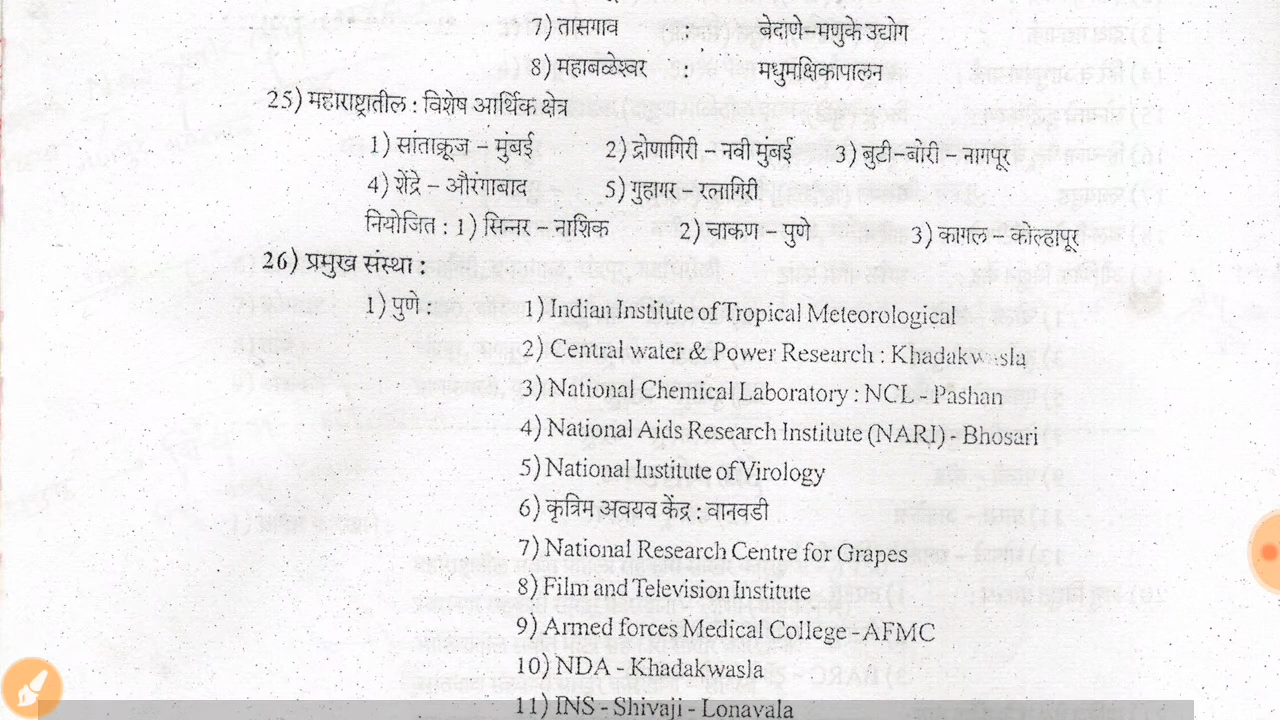 7) तांसगाव : बेदाणे-मणुके उद्योग
8) महाबळेश्वर : मधुमक्षिकापालन
25) महाराष्ट्रातील : विशेष आर्थिक क्षेत्र
1) सांताक्रूज – मुंबई 2) द्रोणागिरी – नवी मुंबई 3) बुटी-बोरी – नागपूर
4) शेंद्रे – औरंगाबाद 5) गुहागर – रत्नागिरी
नियोजित : 1) सिन्नर – नाशिक 2) चाकण – पुणे 3) कागल – कोल्हापूर
26) प्रमुख संस्था :
1) पुणे : 1) Indian Institute of Tropical Meteorological
2) Central water & Power Research : Khadakwasla
3) National Chemical Laboratory : NCL - Pashan
4) National Aids Research Institute (NARI) - Bhosari
5) National Institute of Virology
6) कृत्रिम अवयव केंद्र : वानवडी
7) National Research Centre for Grapes
8) Film and Television Institute
9) Armed forces Medical College - AFMC
10) NDA - Khadakwasla
11) INS - Shivaji - Lonavala